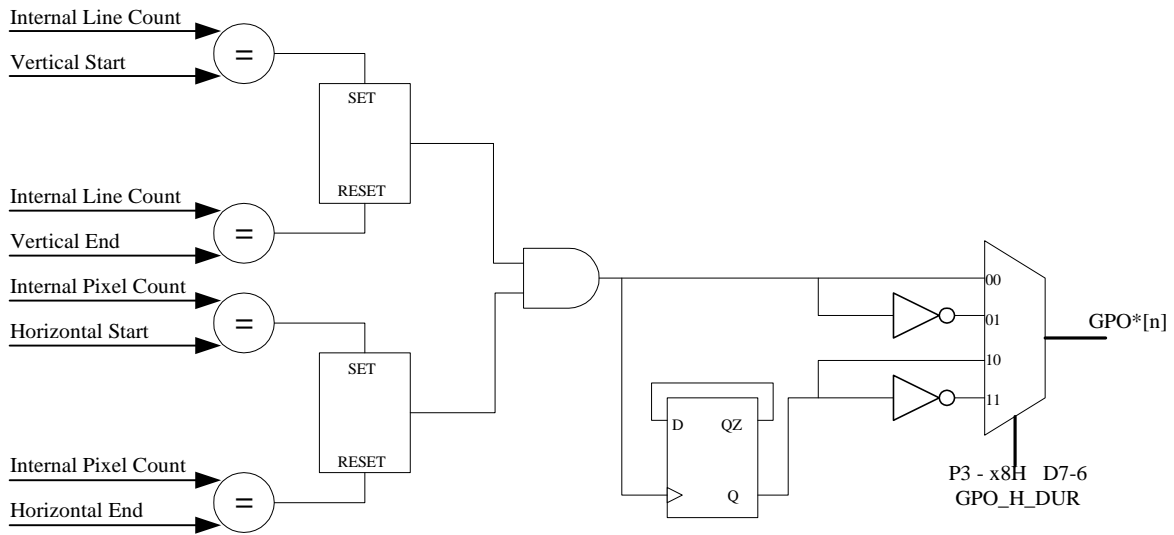 Internal Line Count
=
Vertical Start
SET
RESET
Internal Line Count
=
Vertical End
Internal Pixel Count
=
Horizontal Start
SET
RESET
Internal Pixel Count
=
Horizontal End
D QZ
Q
00
01
10
11
GPO*[n]
P3 - x8H D7-6
GPO_H_DUR